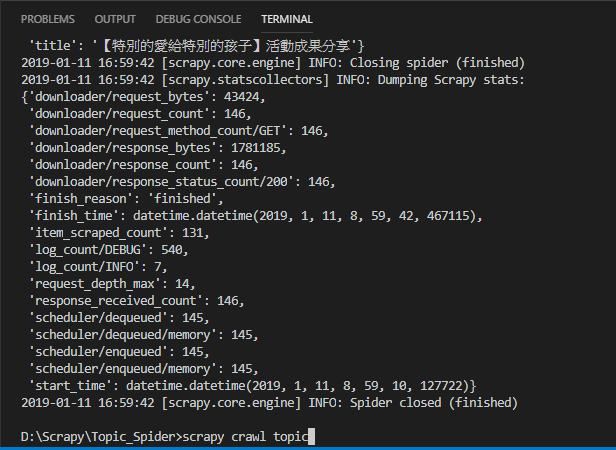 PROBLEMS OUTPUT DEBUG CONSOLE TERMINAL
'title': '【特別的愛給特別的孩子】活動成果分享'}
2019-01-11 16:59:42 [scrapy.core.engine] INFO: Closing spider (finished)
2019-01-11 16:59:42 [scrapy.statscollectors] INFO: Dumping Scrapy stats:
{'downloader/request_bytes': 43424,
'downloader/request_count': 146,
'downloader/request_method_count/GET': 146,
'downloader/response_bytes': 1781185,
'downloader/response_count': 146,
'downloader/response_status_count/200': 146,
'finish_reason': 'finished',
'finish_time': datetime.datetime(2019, 1, 11, 8, 59, 42, 467115),
'item_scraped_count': 131,
'log_count/DEBUG': 540,
'log_count/INFO': 7,
'request_depth_max': 14,
'response_received_count': 146,
'scheduler/dequeued': 145,
'scheduler/dequeued/memory': 145,
'scheduler/enqueued': 145,
'scheduler/enqueued/memory': 145,
'start_time': datetime.datetime(2019, 1, 11, 8, 59, 10, 127722)}
2019-01-11 16:59:42 [scrapy.core.engine] INFO: Spider closed (finished)
D:\Scrapy\Topic_Spider>scrapy crawl topic